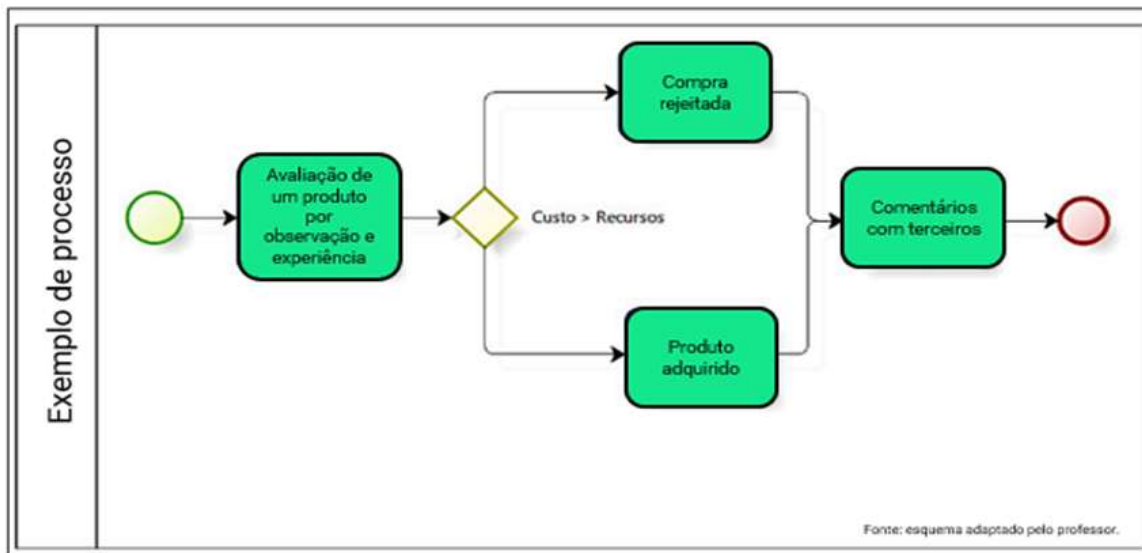 Exemplo de processo
Avaliação de
um produto
por
observação e
experiência
Custo > Recursos
Compra
rejeitada
Produto
adquirido
Comentários
com terceiros
Fonte: esquema adaptado pelo professor.